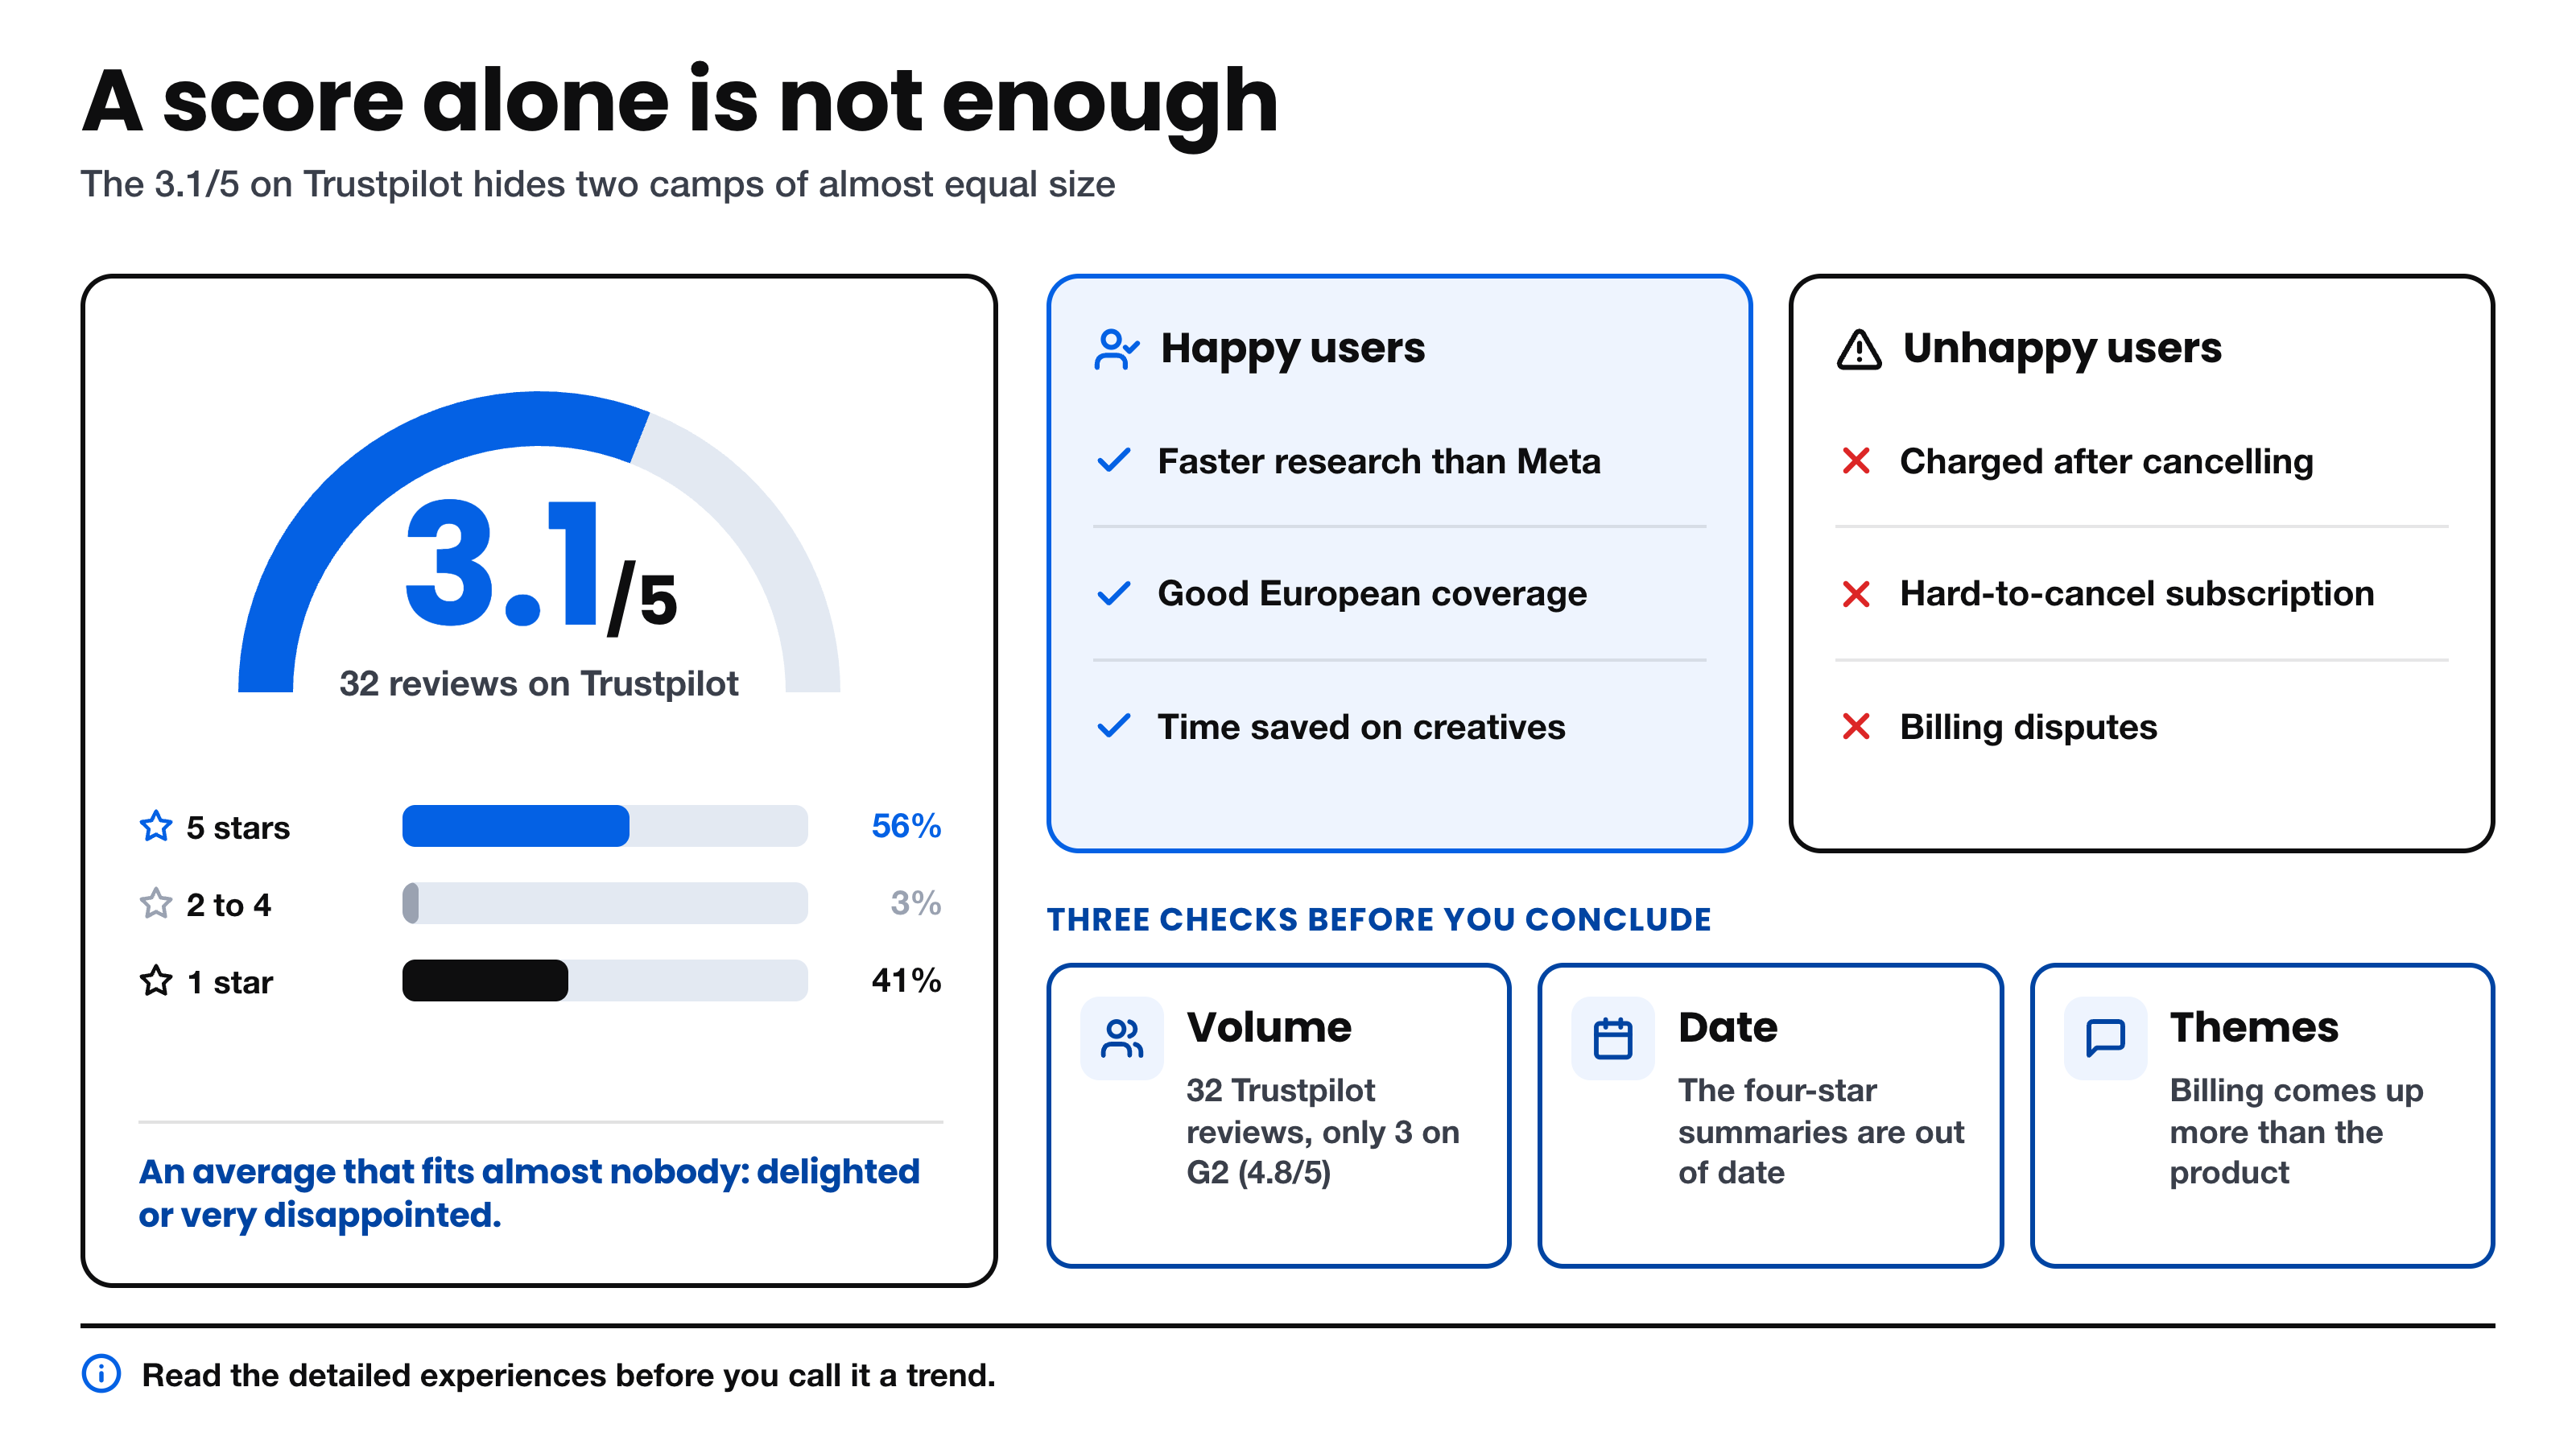 A score alone is not enough
The 3.1/5 on Trustpilot hides two camps of almost equal size
3.1/5
32 reviews on Trustpilot
5 stars 56%
2 to 4 3%
1 star 41%
An average that fits almost nobody: delighted
or very disappointed.
Happy users
Faster research than Meta
Good European coverage
Time saved on creatives
Unhappy users
Charged after cancelling
Hard-to-cancel subscription
Billing disputes
THREE CHECKS BEFORE YOU CONCLUDE
Volume
32 Trustpilot
reviews, only 3 on
G2 (4.8/5)
Date
The four-star
summaries are out
of date
Themes
Billing comes up
more than the
product
Read the detailed experiences before you call it a trend.